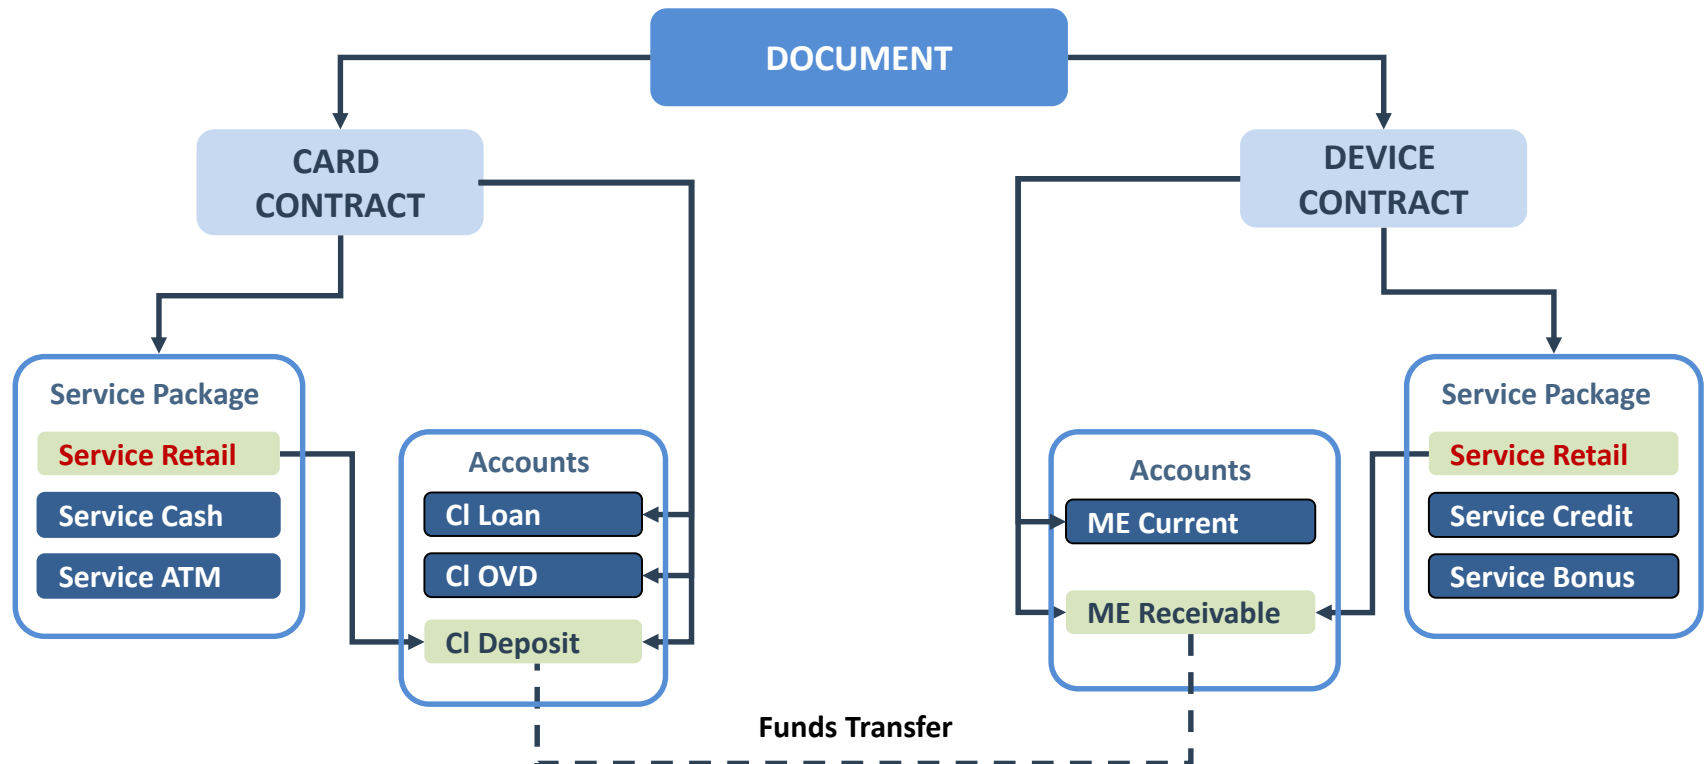 DOCUMENT
CARD
CONTRACT
DEVICE
CONTRACT
Service Package
Service Retail
Service Cash
Service ATM
Accounts
Cl Loan
Cl OVD
Cl Deposit
Accounts
ME Current
ME Receivable
Service Package
Service Retail
Service Credit
Service Bonus
Funds Transfer